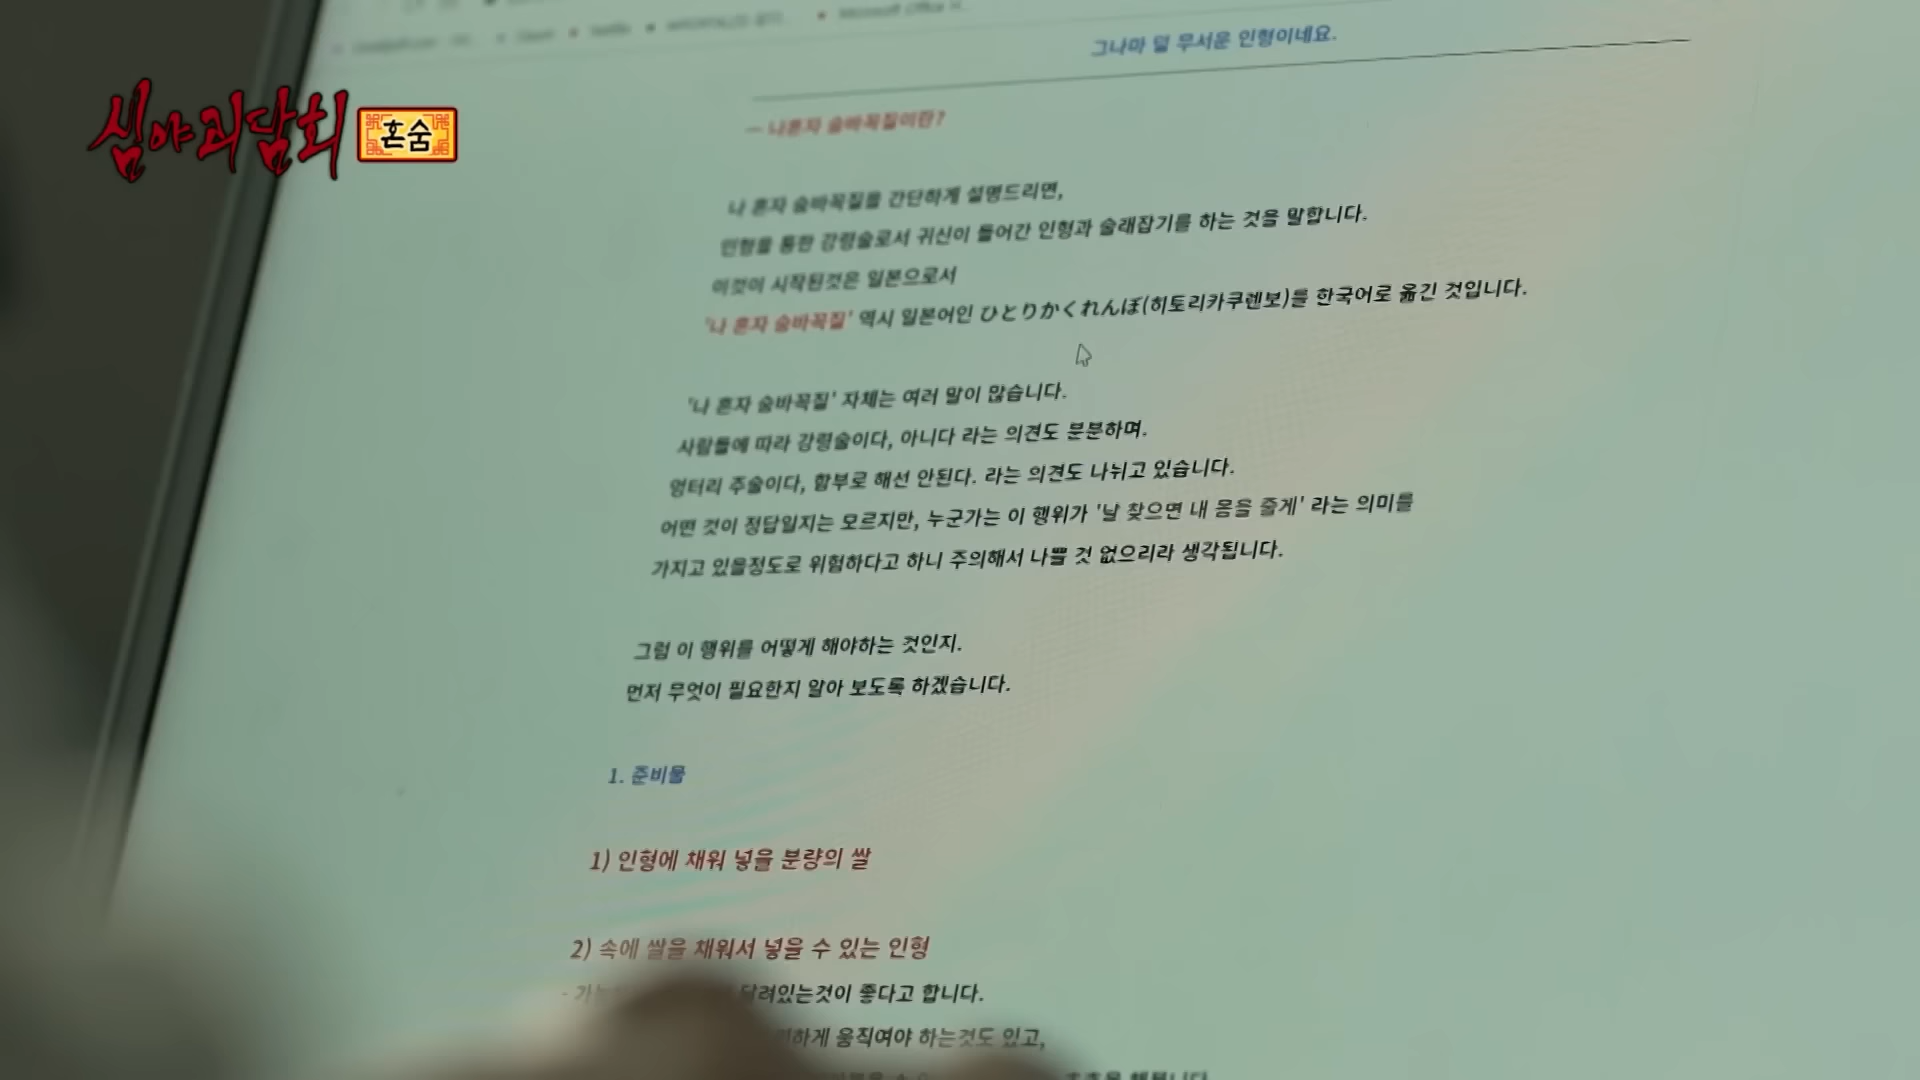 Microsoft Office
그나마 덜 무서운 인형이네요.
심야괴담회 혼숨
— 나혼자 숨바꼭질이란?
나 혼자 숨바꼭질을 간단하게 설명드리면,
인형을 통한 강령술로서 귀신이 들어간 인형과 술래잡기를 하는 것을 말합니다.
이것이 시작된것은 일본으로서
'나 혼자 숨바꼭질' 역시 일본어인 ひとりかくれんぼ(히토리카쿠렌보)를 한국어로 옮긴 것입니다.
'나 혼자 숨바꼭질' 자체는 여러 말이 많습니다.
사람들에 따라 강령술이다, 아니다 라는 의견도 분분하며.
엉터리 주술이다, 함부로 해선 안된다. 라는 의견도 나뉘고 있습니다.
어떤 것이 정답일지는 모르지만, 누군가는 이 행위가 '날 찾으면 내 몸을 줄게' 라는 의미를
가지고 있을정도로 위험하다고 하니 주의해서 나쁠 것 없으리라 생각됩니다.
그럼 이 행위를 어떻게 해야하는 것인지.
먼저 무엇이 필요한지 알아 보도록 하겠습니다.
1. 준비물
1) 인형에 채워 넣을 분량의 쌀
2) 속에 쌀을 채워서 넣을 수 있는 인형
- 달려있는것이 좋다고 합니다.
움직여야 하는것도 있고,